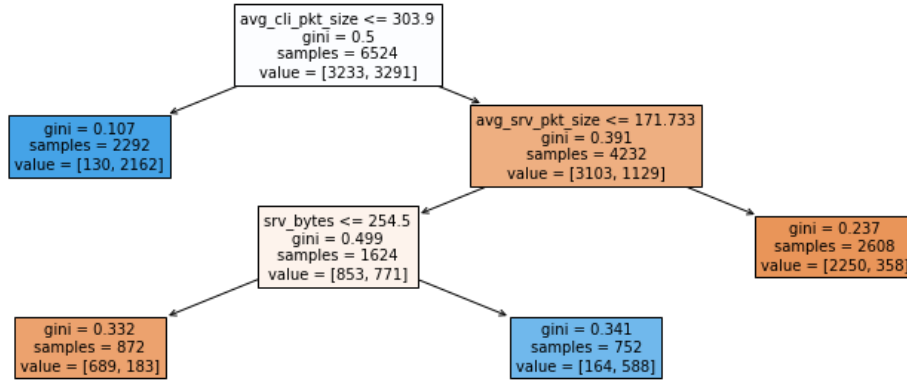 avg_cli_pkt_size <= 303.9
gini = 0.5
samples = 6524
value = [3233, 3291]
gini = 0.107
samples = 2292
value = [130, 2162]
avg_srv_pkt_size <= 171.733
gini = 0.391
samples = 4232
value = [3103, 1129]
srv_bytes <= 254.5
gini = 0.499
samples = 1624
value = [853, 771]
gini = 0.237
samples = 2608
value = [2250, 358]
gini = 0.332
samples = 872
value = [689, 183]
gini = 0.341
samples = 752
value = [164, 588]